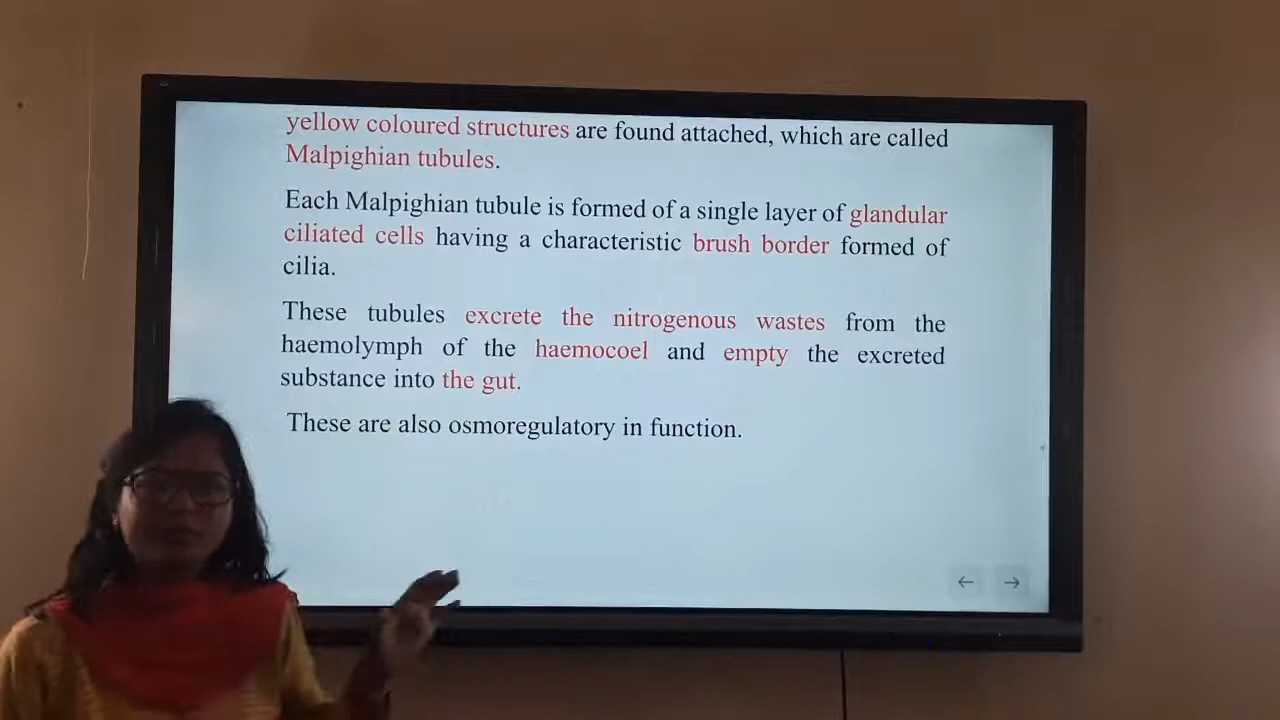 yellow coloured structures are found attached, which are called
Malpighian tubules.
Each Malpighian tubule is formed of a single layer of glandular
ciliated cells having a characteristic brush border formed of
cilia.
These tubules excrete the nitrogenous wastes from the
haemolymph of the haemocoel and empty the excreted
substance into the gut.
These are also osmoregulatory in function.